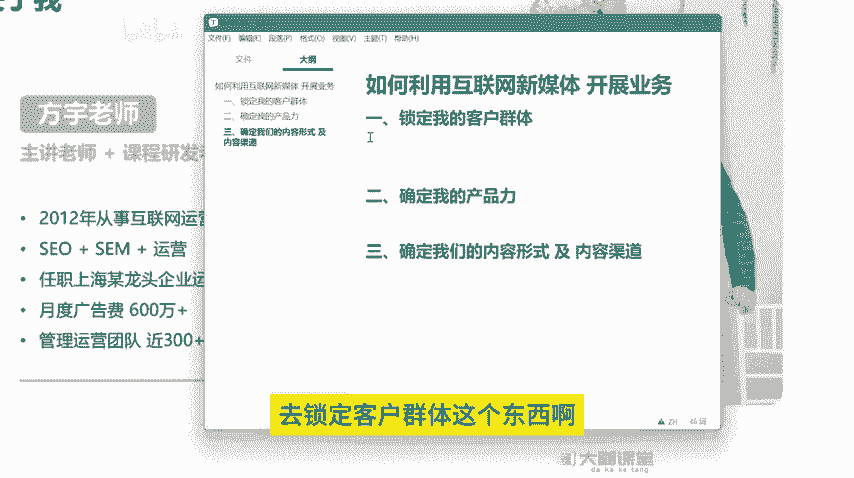 于我
方宇老师
主讲老师 + 课程研发
• 2012年从事互联网运营
• SEO + SEM + 运营
• 任职上海某龙头企业运
• 月度广告费 600万+
• 管理运营团队 近300+
文件(F) 编辑(E) 段落(P) 格式(O) 视图(V) 主题(T) 帮助(H)
文件 大纲
如何利用互联网新媒体 开展业务
一、锁定我的客户群体
二、确定我的产品力
三、确定我们的内容形式 及
内容渠道
如何利用互联网新媒体 开展业务
一、锁定我的客户群体
二、确定我的产品力
三、确定我们的内容形式 及 内容渠道
ZH 46 词
去锁定客户群体这个东西啊
大咖课堂
da ka ke tang